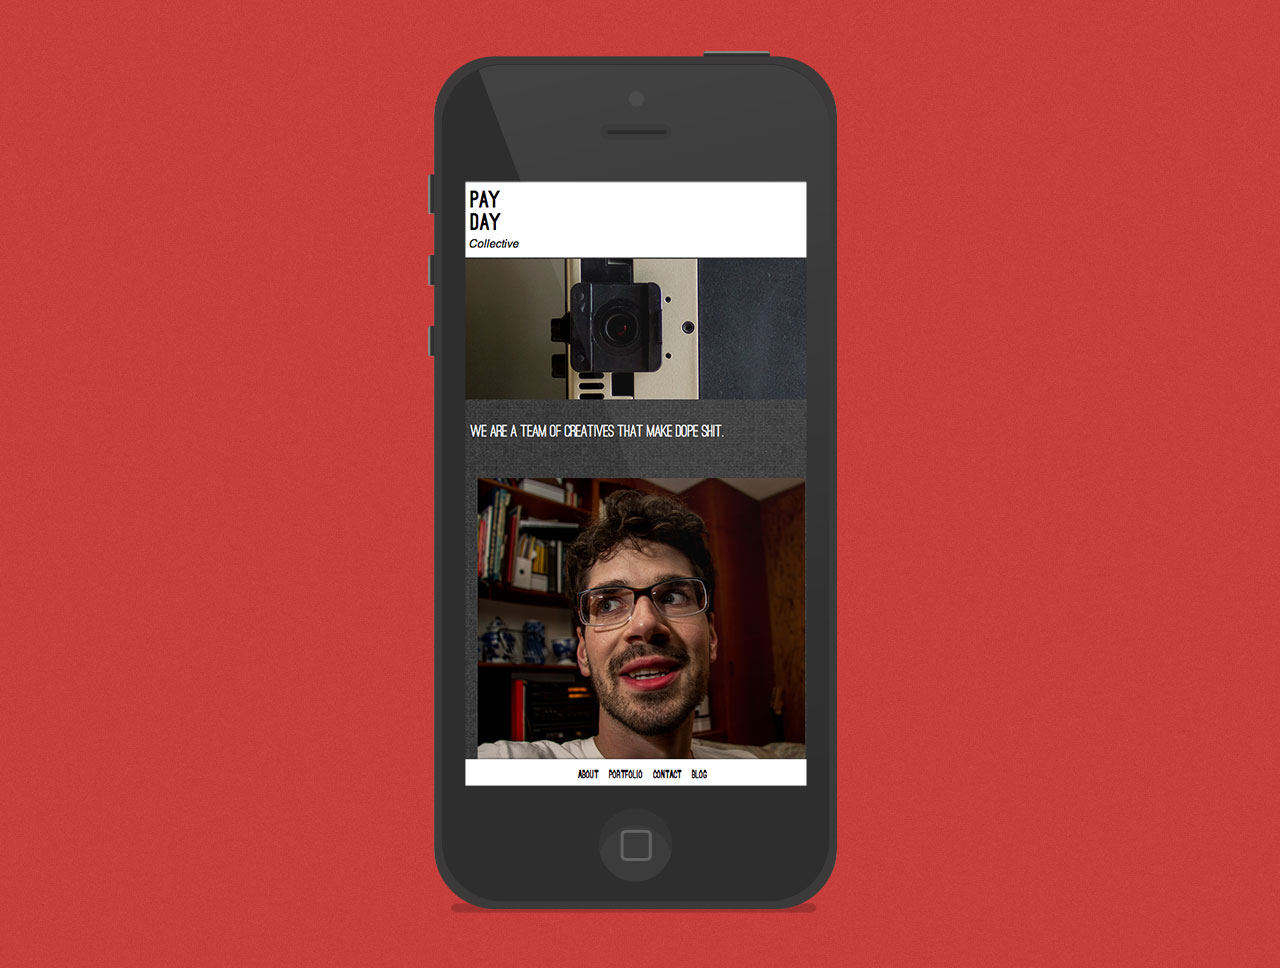 PAY
DAY
Collective
WE ARE A TEAM OF CREATIVES THAT MAKE DOPE SHIT.
ABOUT PORTFOLIO CONTACT BLOG